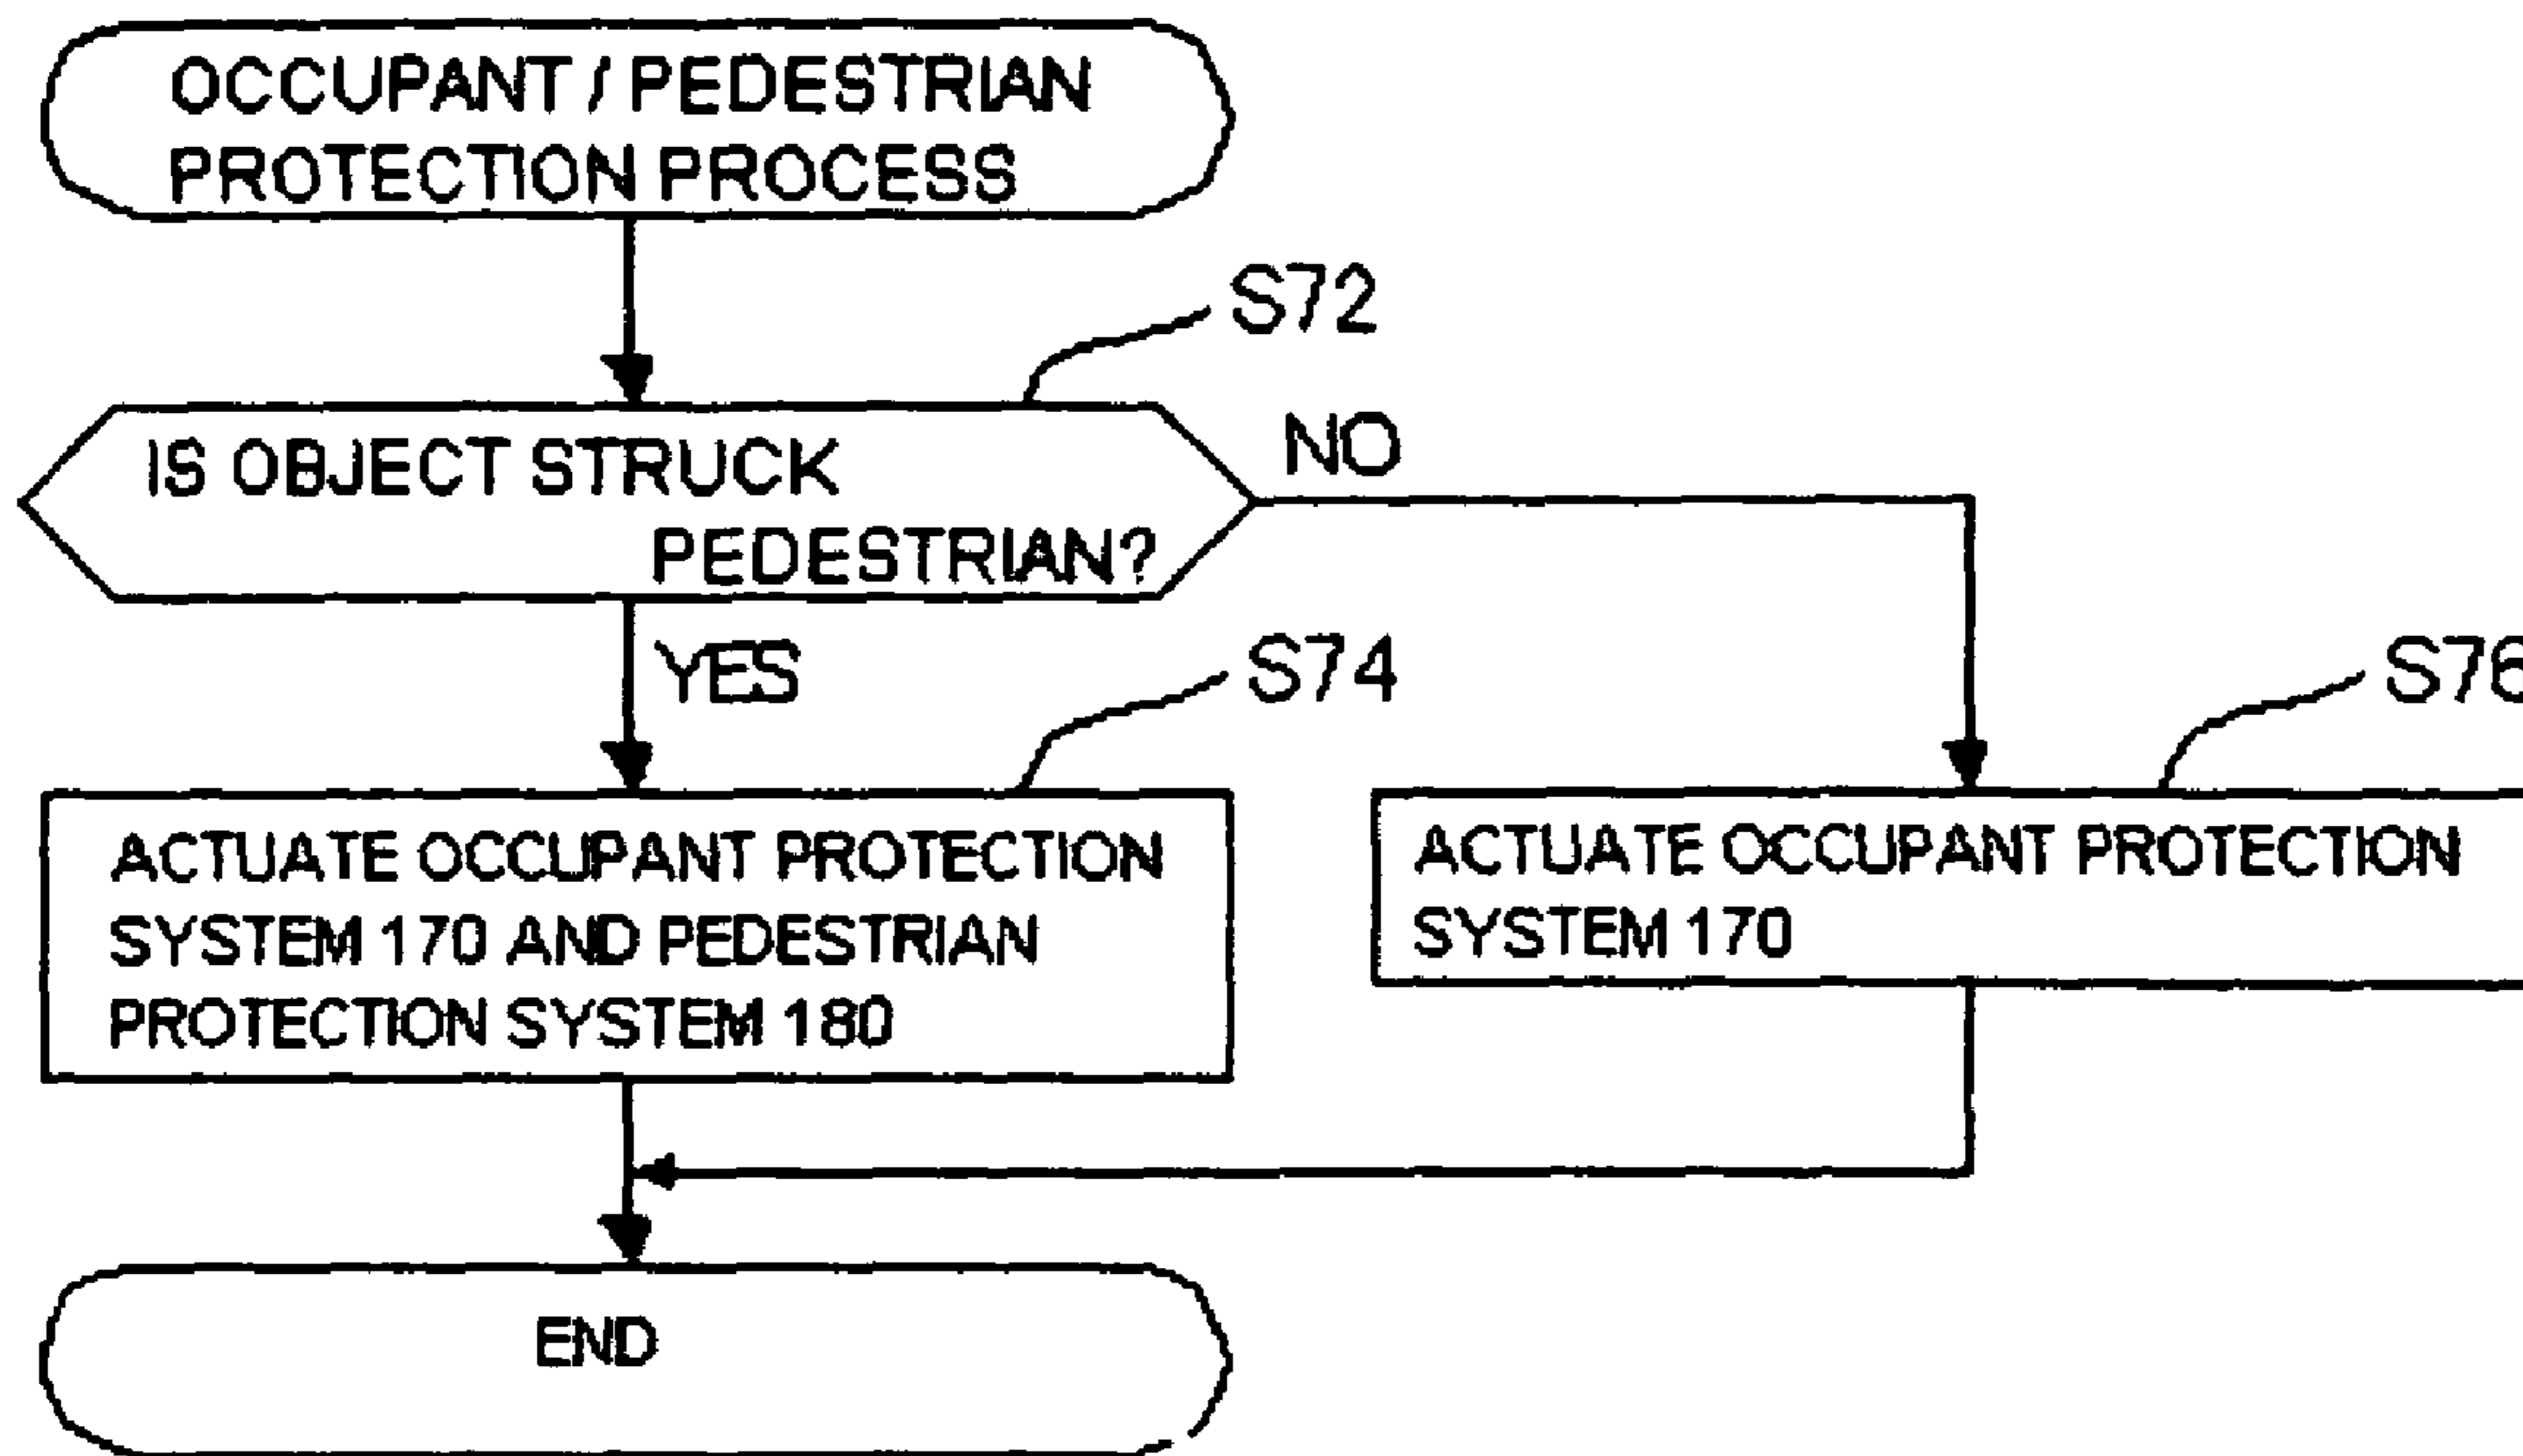 OCCUPANT / PEDESTRIAN
PROTECTION PROCESS
S72
IS OBJECT STRUCK
PEDESTRIAN?
NO
YES
S74
S76
ACTUATE OCCUPANT PROTECTION
SYSTEM 170 AND PEDESTRIAN
PROTECTION SYSTEM 180
ACTUATE OCCUPANT PROTECTION
SYSTEM 170
END